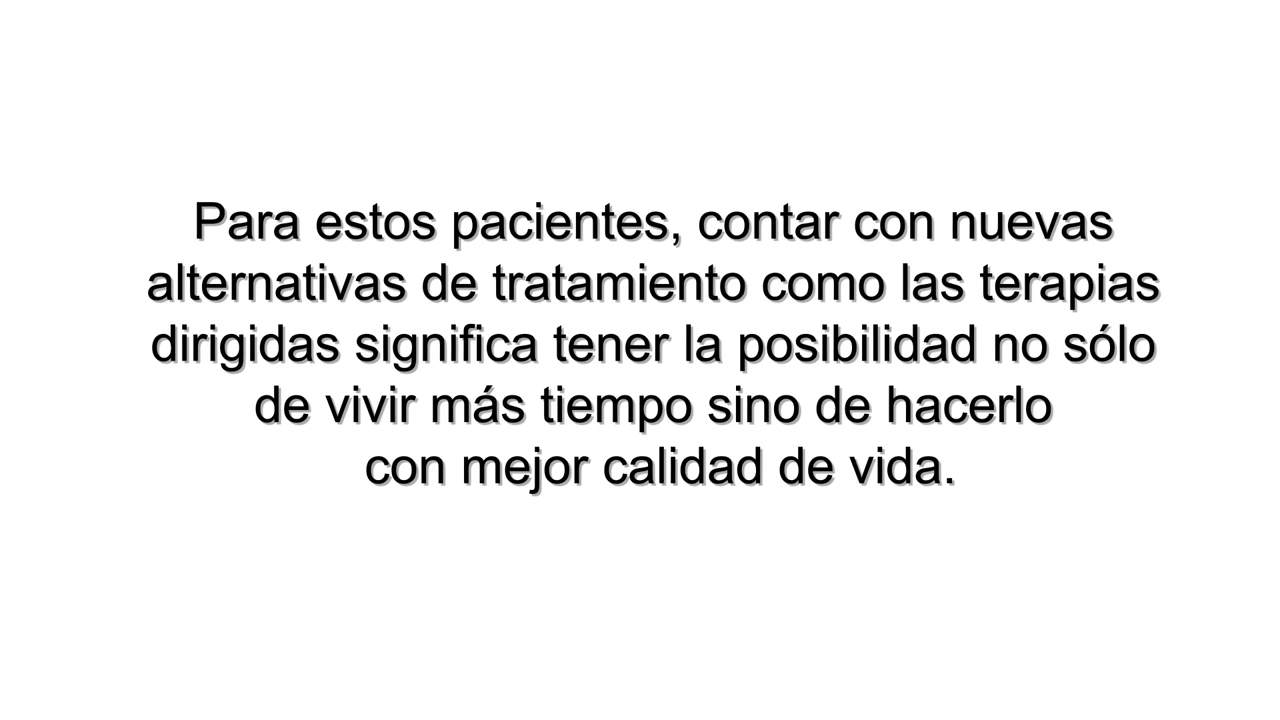 Para estos pacientes, contar con nuevas
alternativas de tratamiento como las terapias
dirigidas significa tener la posibilidad no sólo
de vivir más tiempo sino de hacerlo
con mejor calidad de vida.